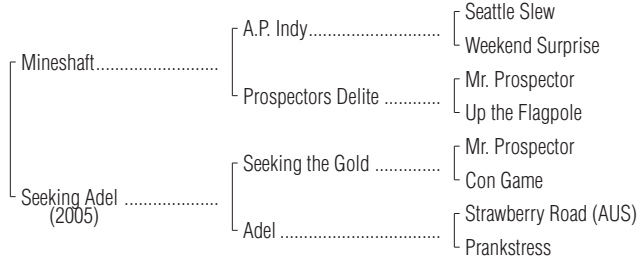 Seattle Slew
A.P. Indy..............................
Weekend Surprise
Mineshaft............................
Mr. Prospector
Prospectors Delite .............
Up the Flagpole
Mr. Prospector
Seeking the Gold ...............
Con Game
Seeking Adel .....................
(2005)
Strawberry Road (AUS)
Adel .....................................
Prankstress